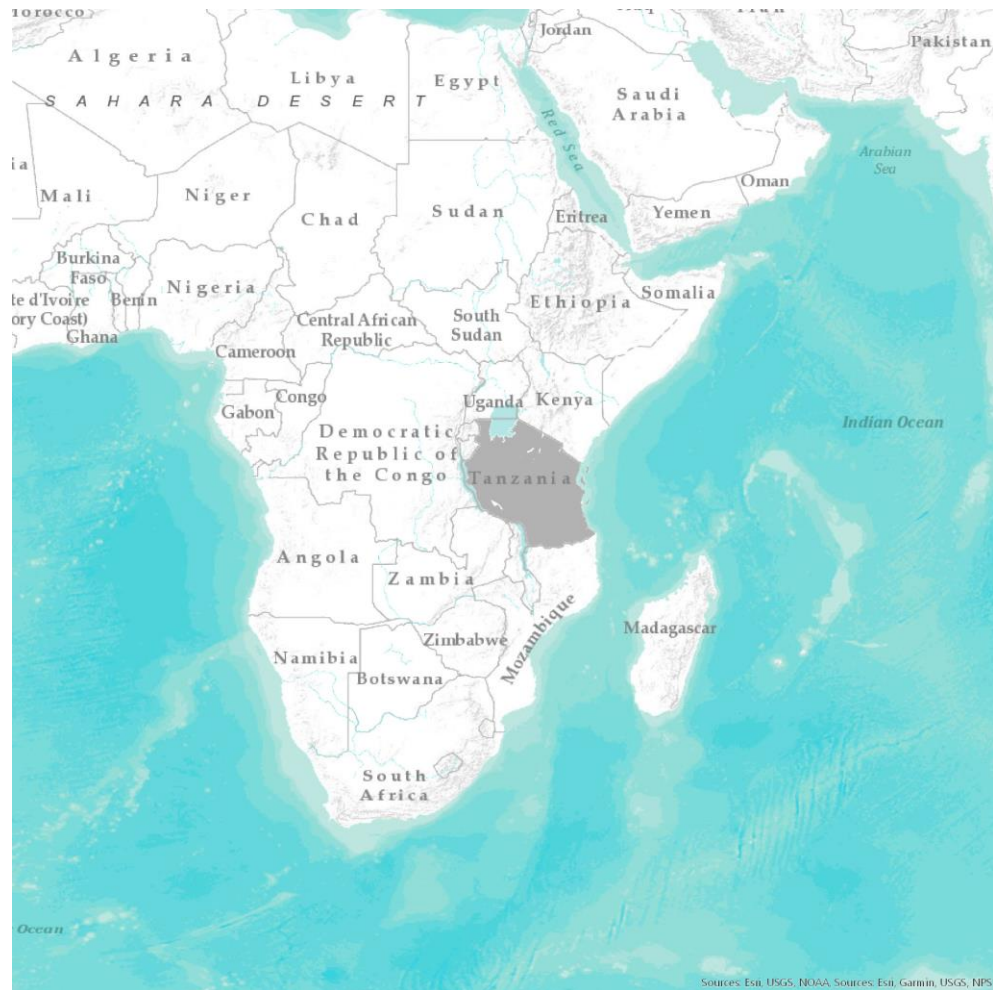 Jordan
Pakistan
Algeria
Libya
Egypt
SAHARA DESERT
Saudi
Arabia
Red Sea
Arabian
Sea
Mali
Niger
Chad
Sudan
Oman
Eritrea
Yemen
Burkina
Faso
Nigeria
Benin
te d'Ivoire
ory Coast)
Ghana
Ethiopia
Somalia
Central African
Republic
South
Sudan
Cameroon
Uganda
Kenya
Gabon
Congo
Indian Ocean
Democratic
Republic of
the Congo
Tanzania
Angola
Zambia
Mozambique
Madagascar
Zimbabwe
Namibia
Botswana
South
Africa
Ocean
Sources: Esri, USGS, NOAA, Sources: Esri, Garmin, USGS, NPS